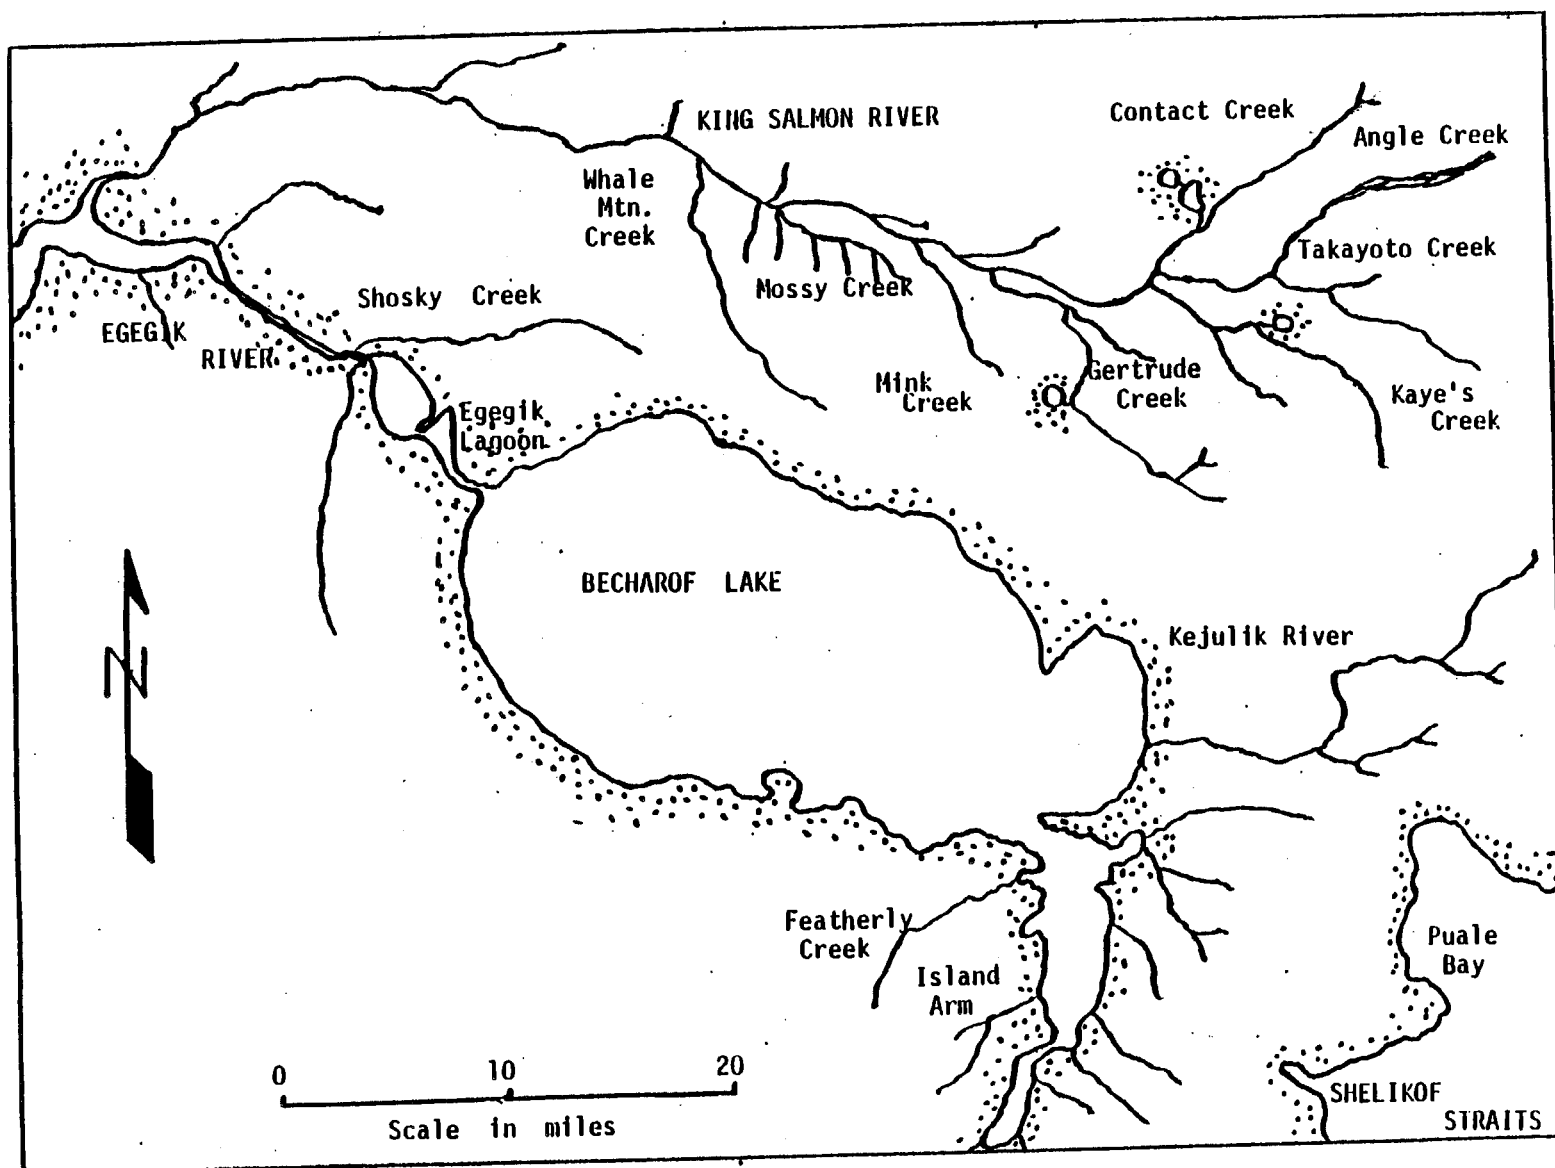 Contact Creek
KING SALMON RIVER
Angle Creek
Whale
Mtn.
Creek
Takayoto Creek
Mossy Creek
Shosky Creek
EGEGIK
RIVER
Gertrude
Creek
Mink
Creek
Kaye's
Creek
Egegik
Lagoon
BECHAROF LAKE
Kejulik River
N
Featherly
Creek
Puale
Bay
Island
Arm
0 10 20
Scale in miles
SHELIKOF
STRAITS